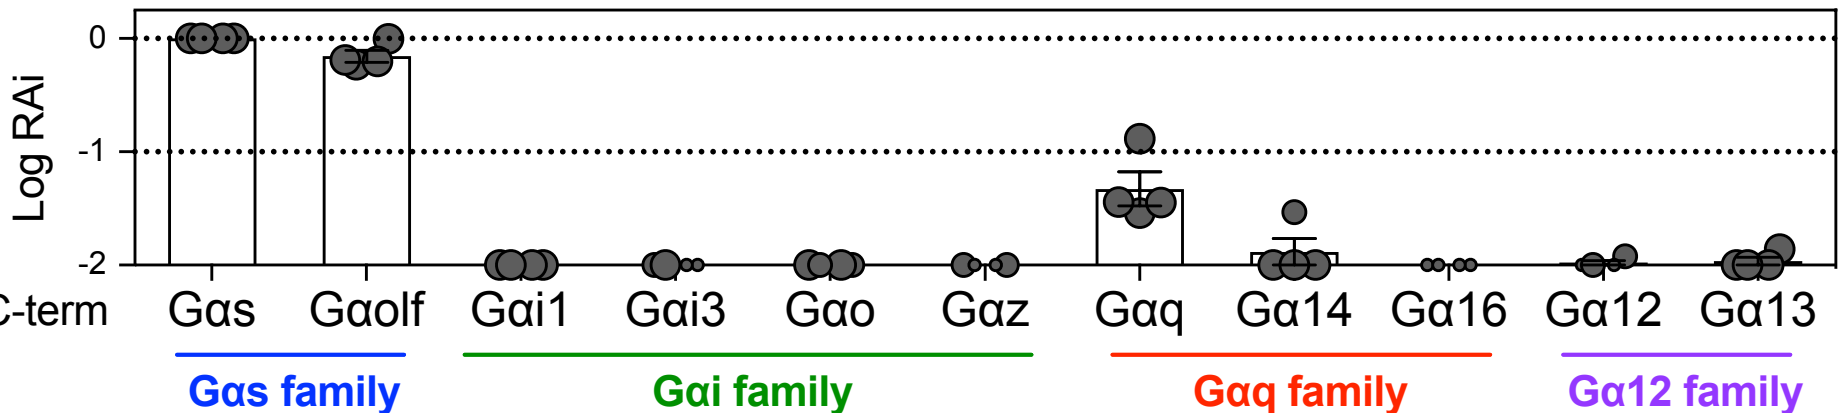 Log RAi
0
-1
-2
C-term Gαs Gαolf Gαi1 Gαi3 Gαo Gαz Gαq Gα14 Gα16 Gα12 Gα13
Gαs family Gαi family Gαq family Gα12 family